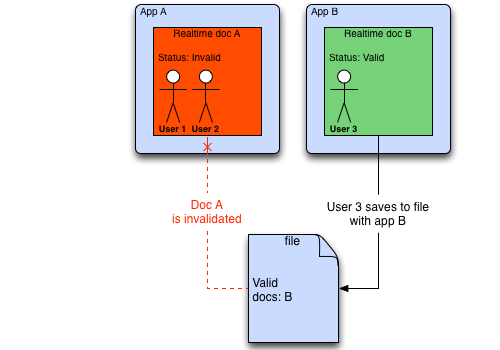 App A
Realtime doc A
Status: Invalid
User 1 User 2
App B
Realtime doc B
Status: Valid
User 3
Doc A
is invalidated
User 3 saves to file
with app B
file
Valid
docs: B